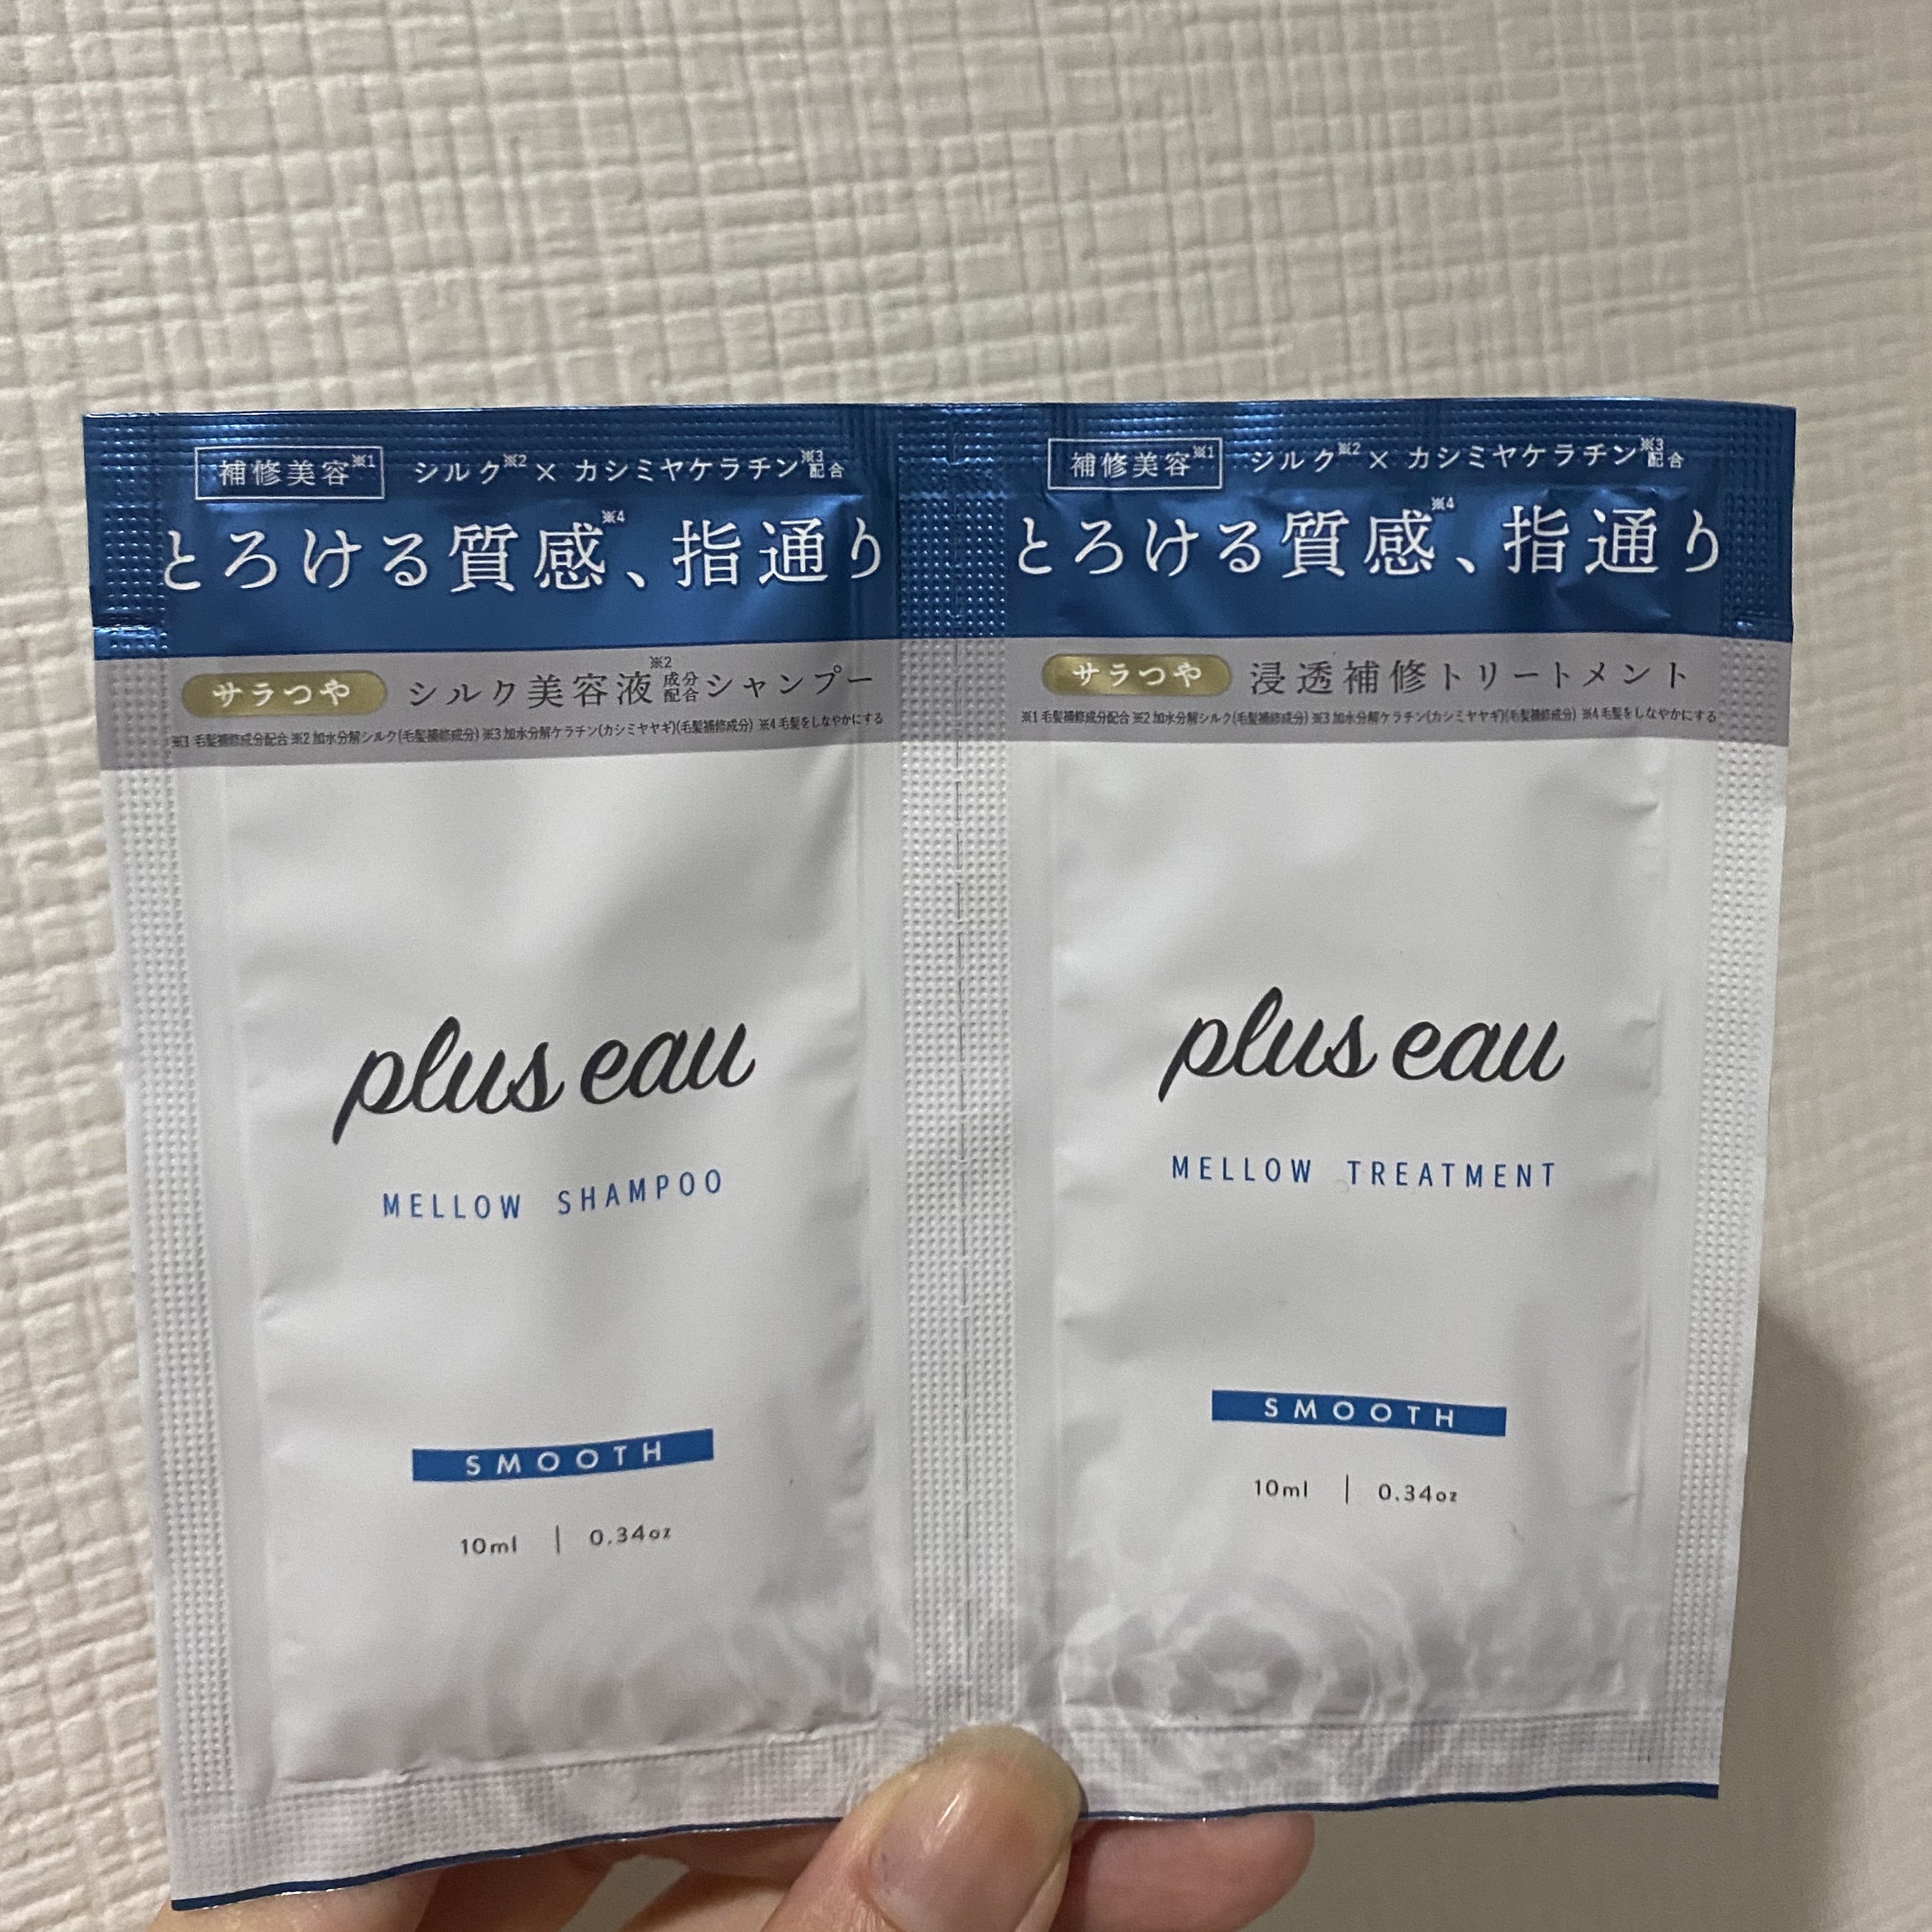 補修美容※1 シルク※2×カシミヤケラチン※3配合
とろける質感※4、指通り
サラつや シルク美容液※2成分配合シャンプー
※1 毛髪補修成分配合 ※2 加水分解シルク(毛髪補修成分) ※3 加水分解ケラチン(カシミヤヤギ)(毛髪補修成分) ※4 毛髪をしなやかにする
plus eau
MELLOW SHAMPOO
SMOOTH
10ml | 0.34oz
補修美容※1 シルク※2×カシミヤケラチン※3配合
とろける質感※4、指通り
サラつや 浸透補修トリートメント
※1 毛髪補修成分配合 ※2 加水分解シルク(毛髪補修成分) ※3 加水分解ケラチン(カシミヤヤギ)(毛髪補修成分) ※4 毛髪をしなやかにする
plus eau
MELLOW TREATMENT
SMOOTH
10ml | 0.34oz